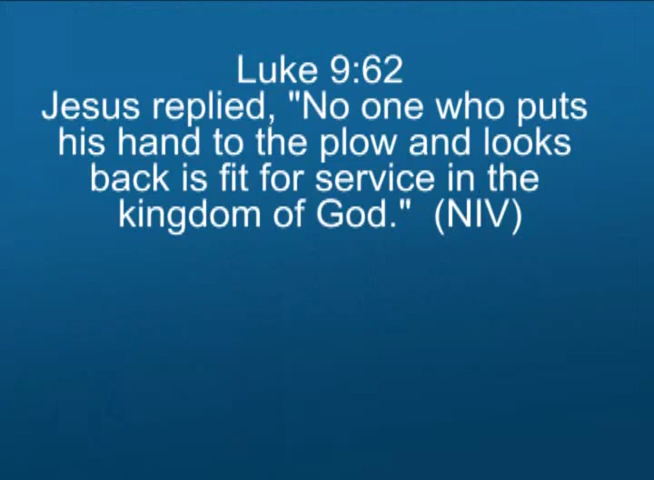 Luke 9:62
Jesus replied, "No one who puts
his hand to the plow and looks
back is fit for service in the
kingdom of God."  (NIV)